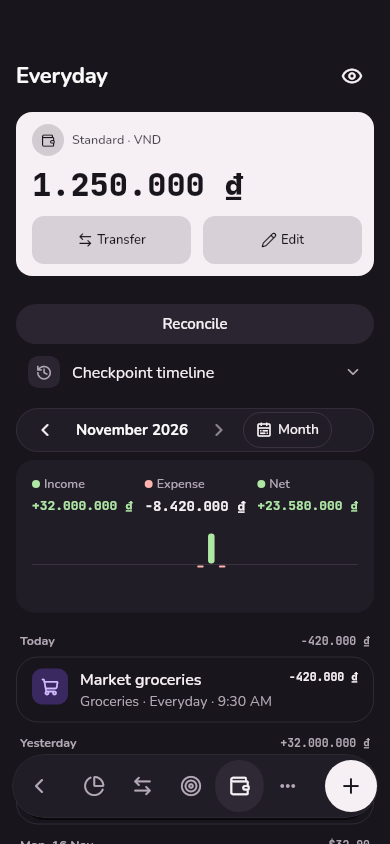 Everyday
Standard · VND
1.250.000 ₫
Transfer
Edit
Reconcile
Checkpoint timeline
November 2026
Month
Income
Expense
Net
+32.000.000 ₫
-8.420.000 ₫
+23.580.000 ₫
Today
-420.000 ₫
Market groceries
-420.000 ₫
Groceries · Everyday · 9:30 AM
Yesterday
+32.000.000 ₫